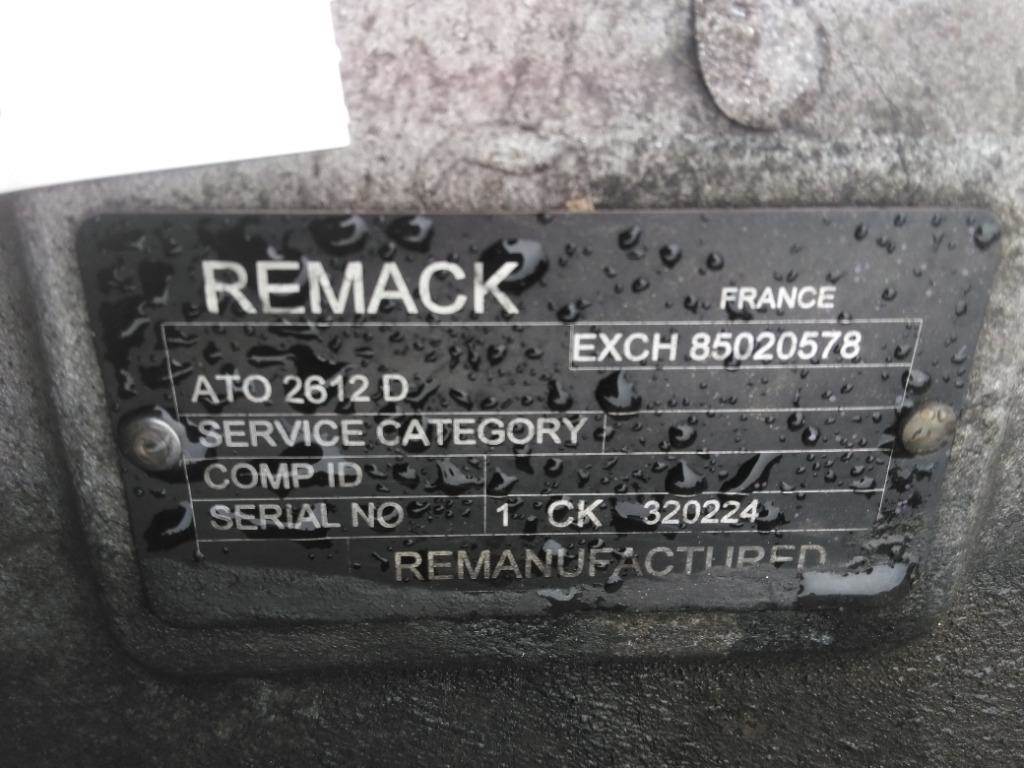 REMACK
FRANCE
EXCH 85020578
ATO 2612 D
SERVICE CATEGORY
COMP ID
SERIAL NO 1 CK 320224
REMANUFACTURED